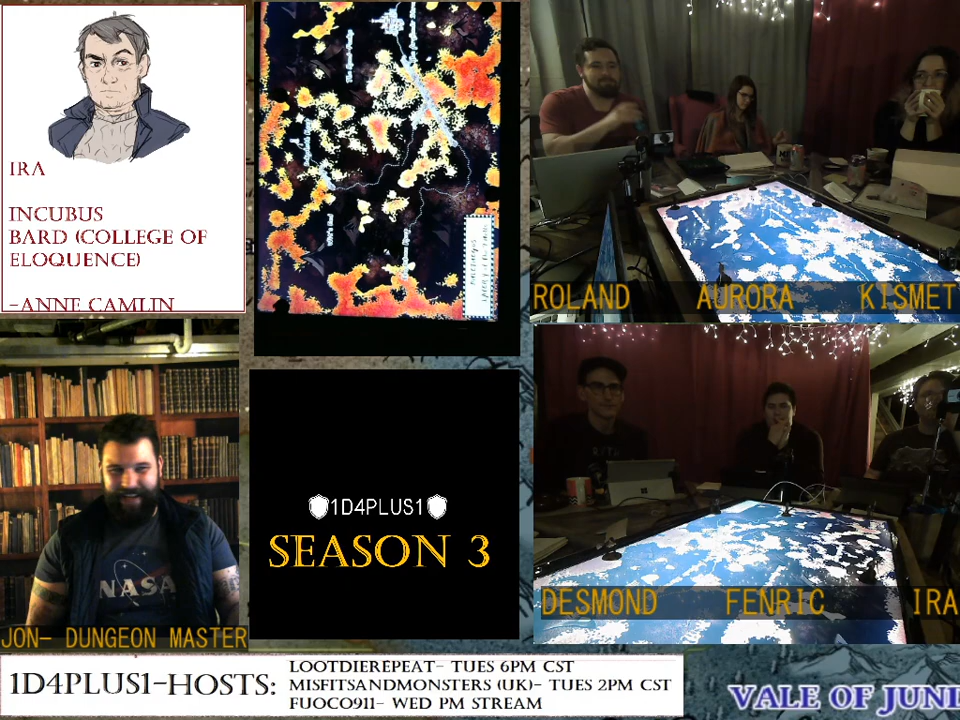 IRA
INCUBUS
BARD (COLLEGE OF
ELOQUENCE)
-ANNE CAMLIN
ROLAND AURORA KISMET
NASA
JON- DUNGEON MASTER
1D4PLUS1
SEASON 3
DESMOND FENRIC IRA
1D4PLUS1-HOSTS:
LOOTDIEREPEAT- TUES 6PM CST
MISFITSANDMONSTERS (UK)- TUES 2PM CST
FUOCO911- WED PM STREAM
VALE OF JUNI